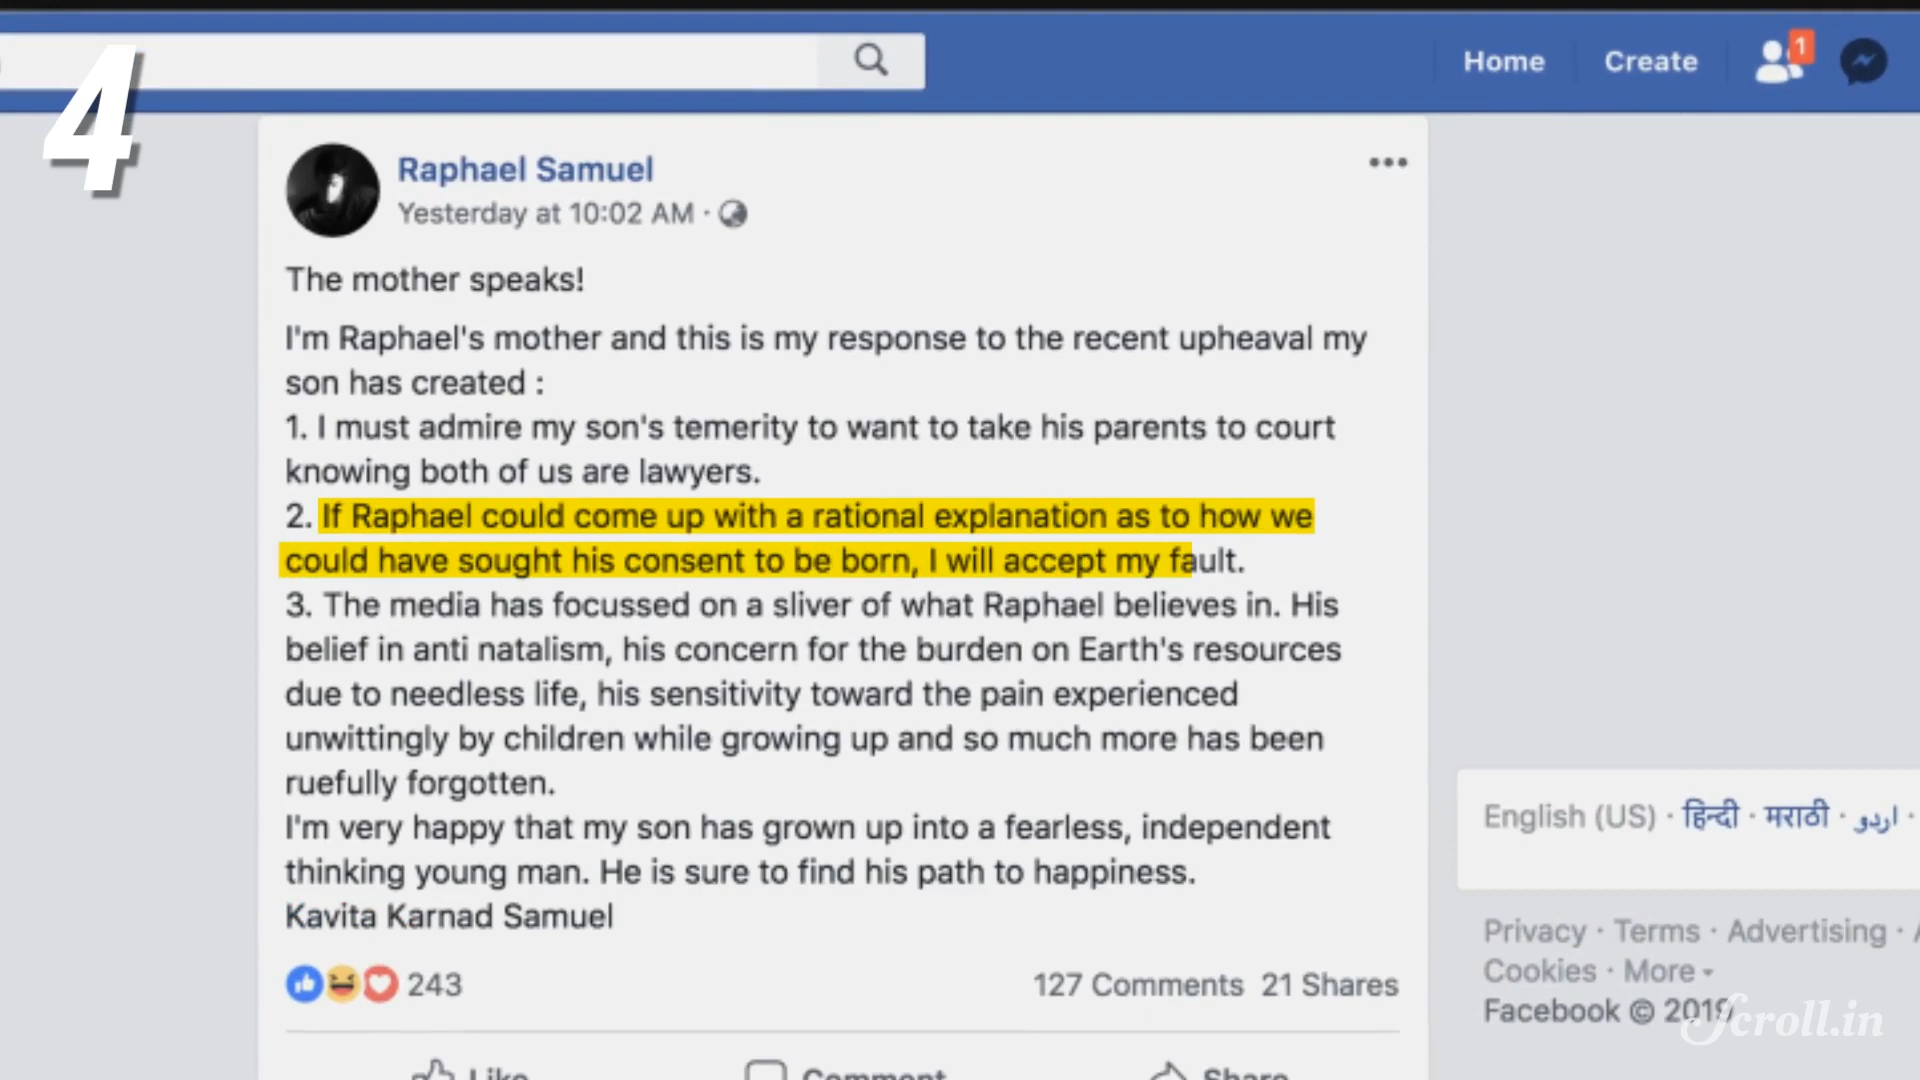 4
Home
Create
1
Raphael Samuel
Yesterday at 10:02 AM ·
The mother speaks!
I'm Raphael's mother and this is my response to the recent upheaval my
son has created :
1. I must admire my son's temerity to want to take his parents to court
knowing both of us are lawyers.
2. If Raphael could come up with a rational explanation as to how we
could have sought his consent to be born, I will accept my fault.
3. The media has focussed on a sliver of what Raphael believes in. His
belief in anti natalism, his concern for the burden on Earth's resources
due to needless life, his sensitivity toward the pain experienced
unwittingly by children while growing up and so much more has been
ruefully forgotten.
I'm very happy that my son has grown up into a fearless, independent
thinking young man. He is sure to find his path to happiness.
Kavita Karnad Samuel
243
127 Comments 21 Shares
Like
Comment
Share
English (US) · हिन्दी · मराठी · اردو ·
Privacy · Terms · Advertising ·
Cookies · More
Facebook © 2019
Scroll.in